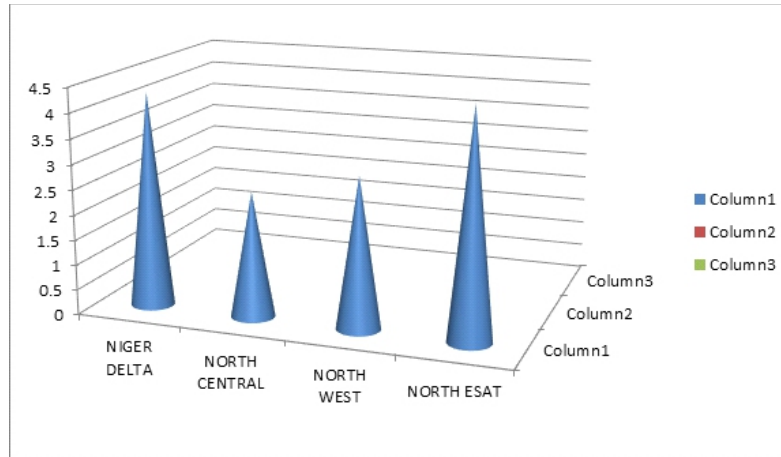 4.5
4
3.5
3
2.5
2
1.5
1
0.5
0
NIGER
DELTA
NORTH
CENTRAL
NORTH
WEST
NORTH ESAT
Column3
Column2
Column1
Column1
Column2
Column3